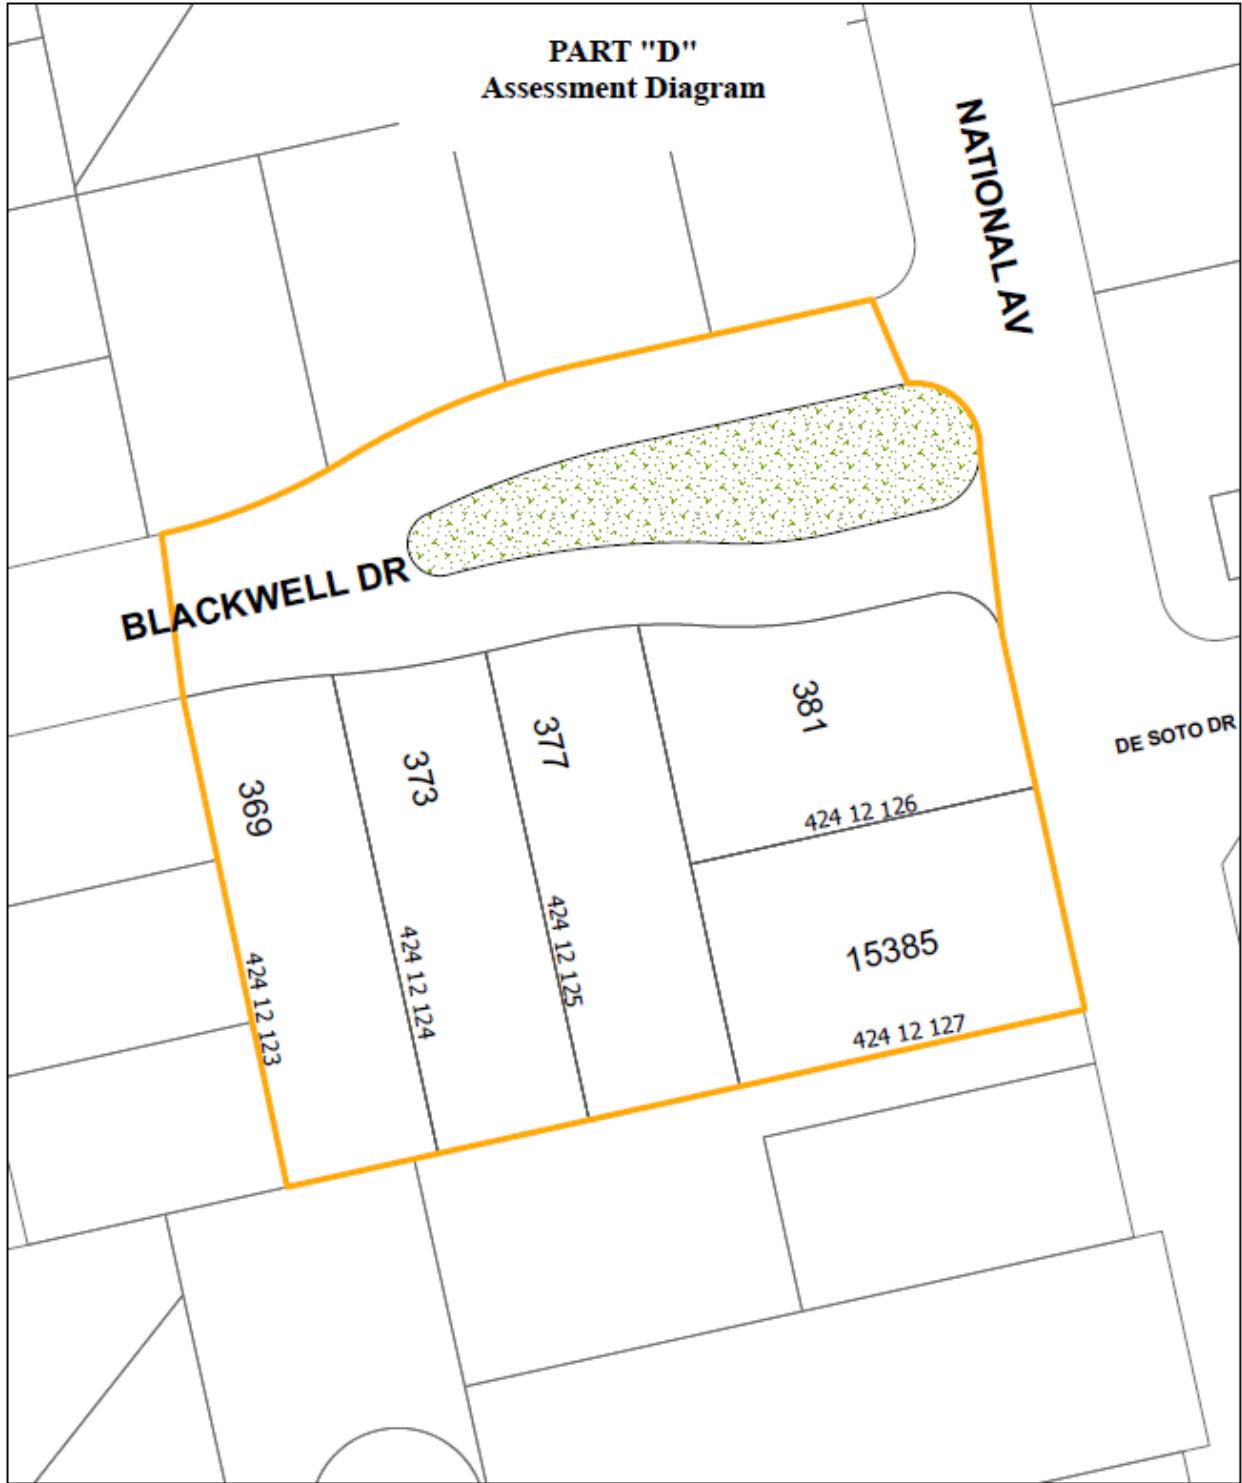 PART "D"
Assessment Diagram
NATIONAL AV
BLACKWELL DR
DE SOTO DR
369
373
377
381
424 12 126
15385
424 12 123
424 12 124
424 12 125
424 12 127